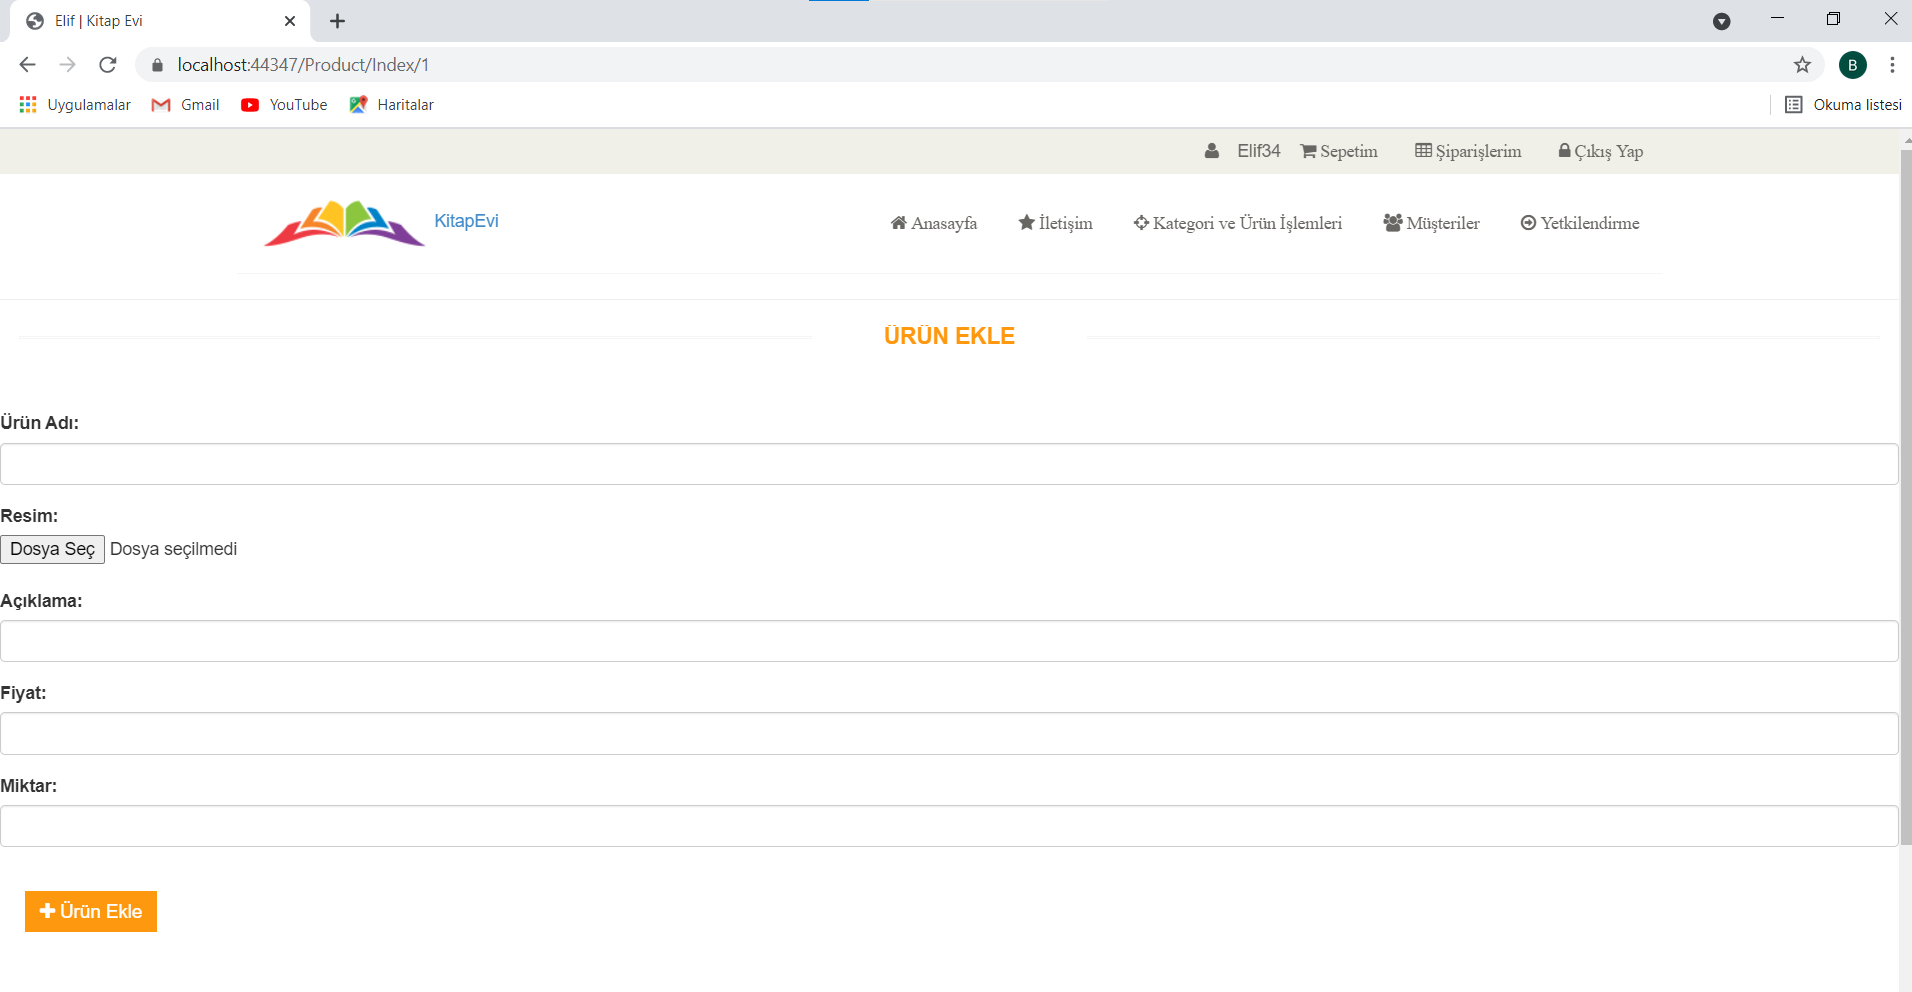 Elif | Kitap Evi
localhost:44347/Product/Index/1
B
Uygulamalar Gmail YouTube Haritalar Okuma listesi
Elif34 Sepetim Şiparişlerim Çıkış Yap
KitapEvi Anasayfa İletişim Kategori ve Ürün İşlemleri Müşteriler Yetkilendirme
ÜRÜN EKLE
Ürün Adı:
Resim:
Dosya Seç Dosya seçilmedi
Açıklama:
Fiyat:
Miktar:
Ürün Ekle